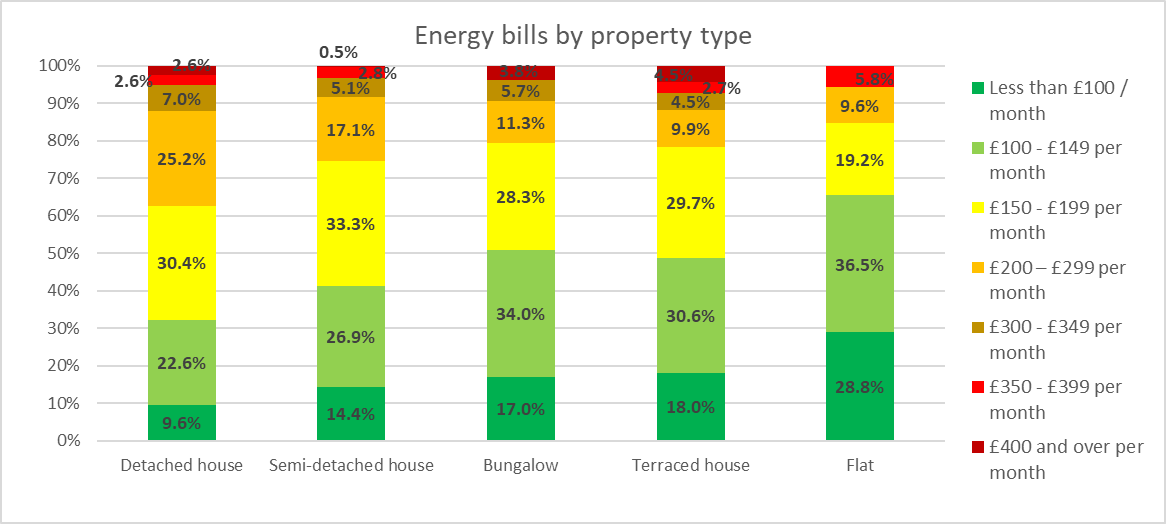 Energy bills by property type
100%
90%
80%
70%
60%
50%
40%
30%
20%
10%
0%
2.6%
2.6%
7.0%
25.2%
30.4%
22.6%
9.6%
Detached house
0.5%
2.8%
5.1%
17.1%
33.3%
26.9%
14.4%
Semi-detached house
3.8%
5.7%
11.3%
28.3%
34.0%
17.0%
Bungalow
4.5%
2.7%
4.5%
9.9%
29.7%
30.6%
18.0%
Terraced house
5.8%
9.6%
19.2%
36.5%
28.8%
Flat
Less than £100 /
month
£100 - £149 per
month
£150 - £199 per
month
£200 – £299 per
month
£300 - £349 per
month
£350 - £399 per
month
£400 and over per
month